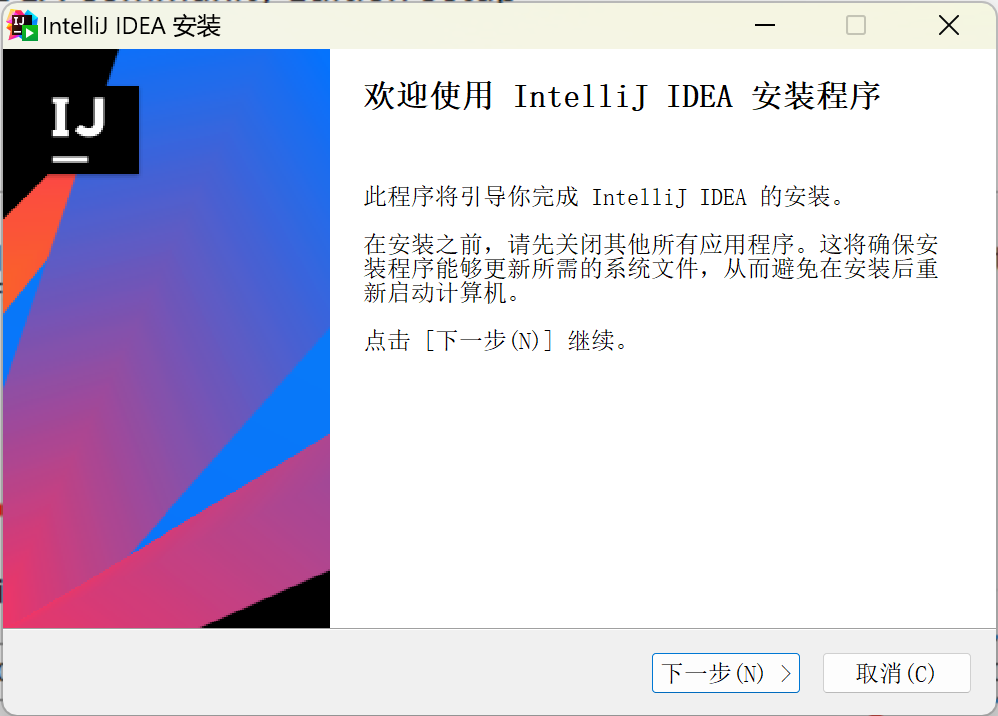 IntelliJ IDEA 安装
IJ
欢迎使用 IntelliJ IDEA 安装程序
此程序将引导你完成 IntelliJ IDEA 的安装。
在安装之前，请先关闭其他所有应用程序。这将确保安
装程序能够更新所需的系统文件，从而避免在安装后重
新启动计算机。
点击 [下一步(N)] 继续。
下一步(N) >
取消(C)